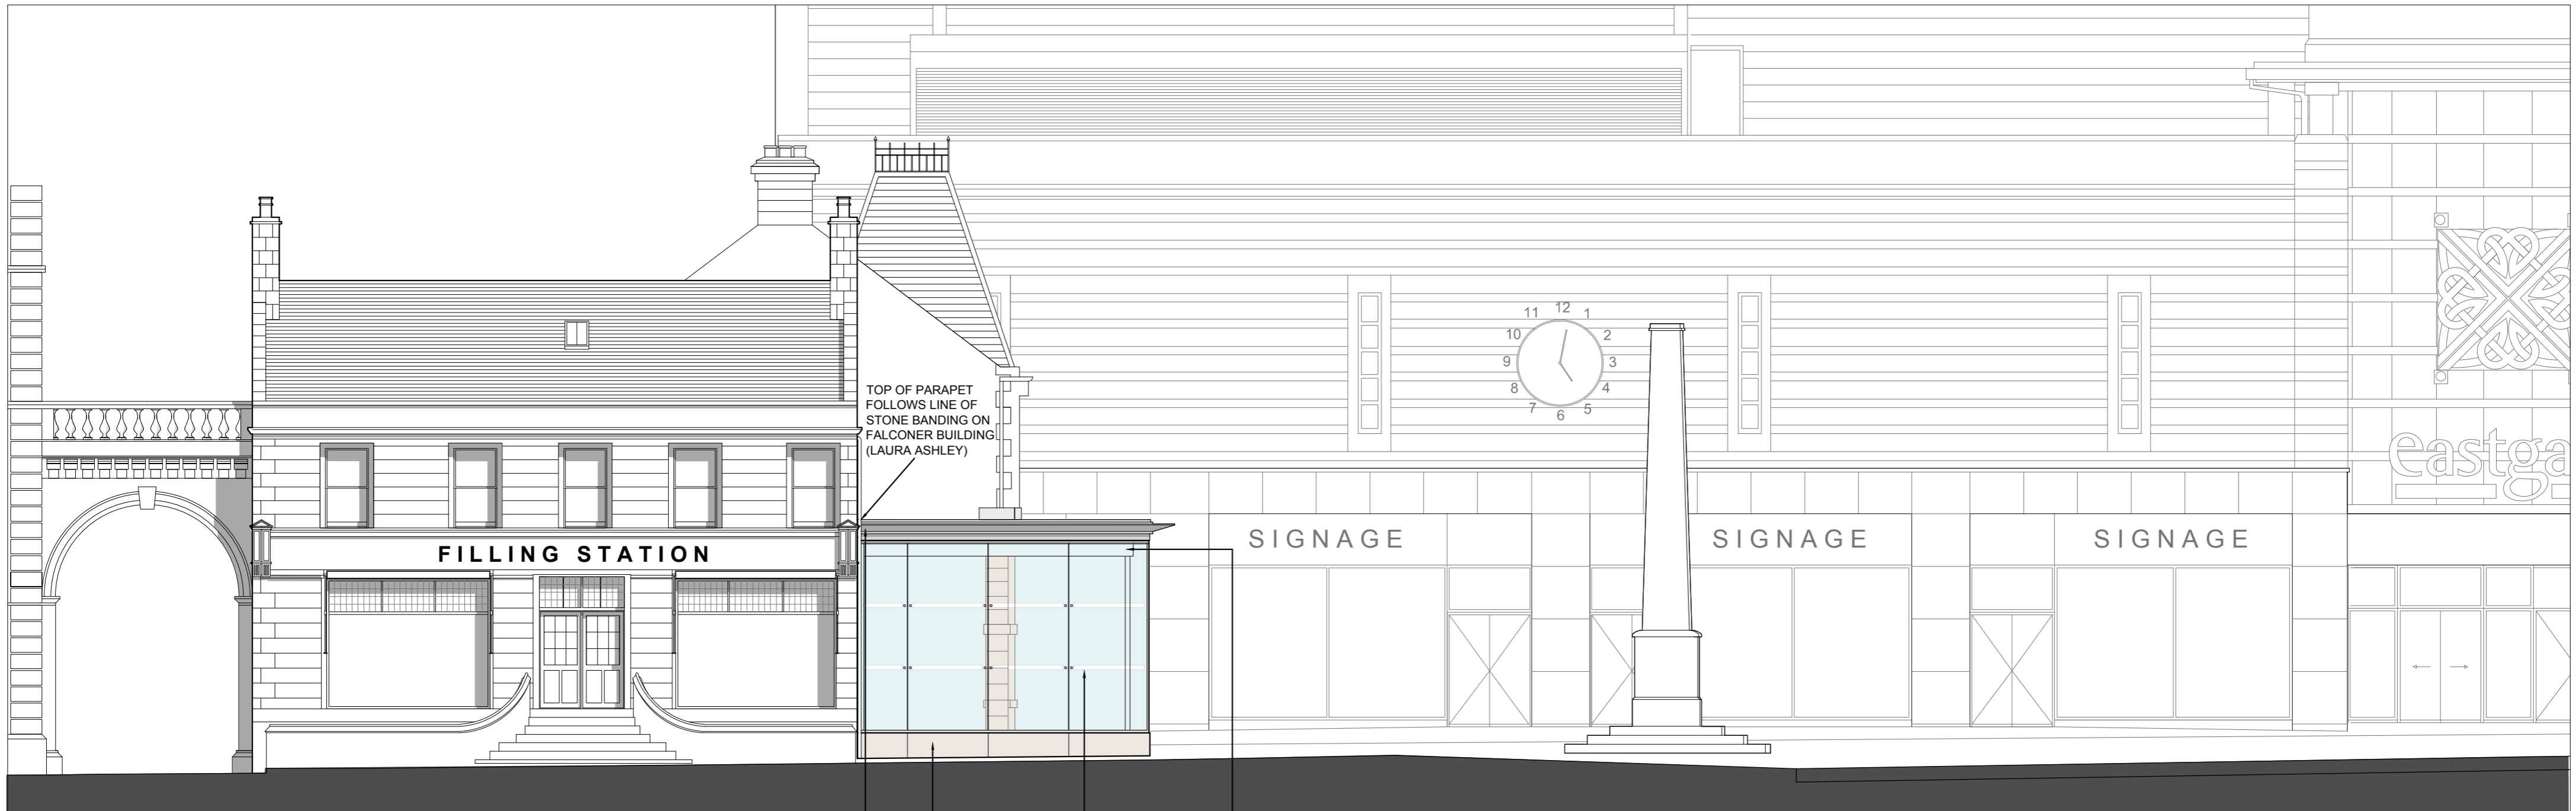 TOP OF PARAPET
FOLLOWS LINE OF
STONE BANDING ON
FALCONER BUILDING
(LAURA ASHLEY)
12
11
1
10
2
9
3
8
4
7
5
6
eastga
FILLING STATION
SIGNAGE
SIGNAGE
SIGNAGE